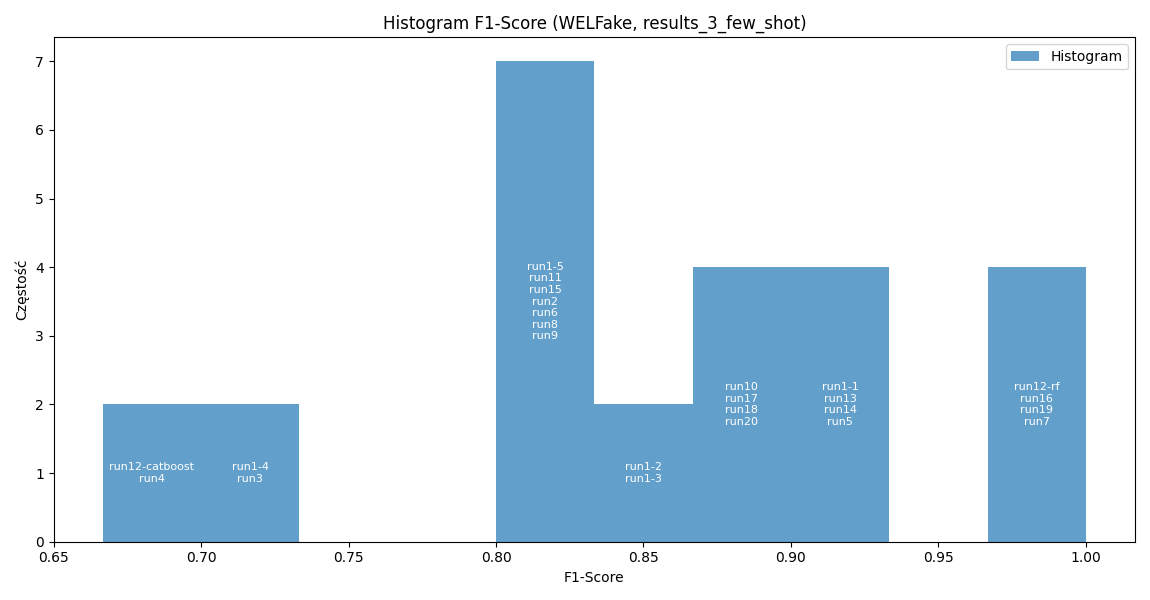 Histogram F1-Score (WELFake, results_3_few_shot)
Histogram
Częstość
7
6
5
4
3
2
1
0
run12-catboost
run4
run1-4
run3
run1-5
run11
run15
run2
run6
run8
run9
run1-2
run1-3
run10
run17
run18
run20
run1-1
run13
run14
run5
run12-rf
run16
run19
run7
0.65 0.70 0.75 0.80 0.85 0.90 0.95 1.00
F1-Score